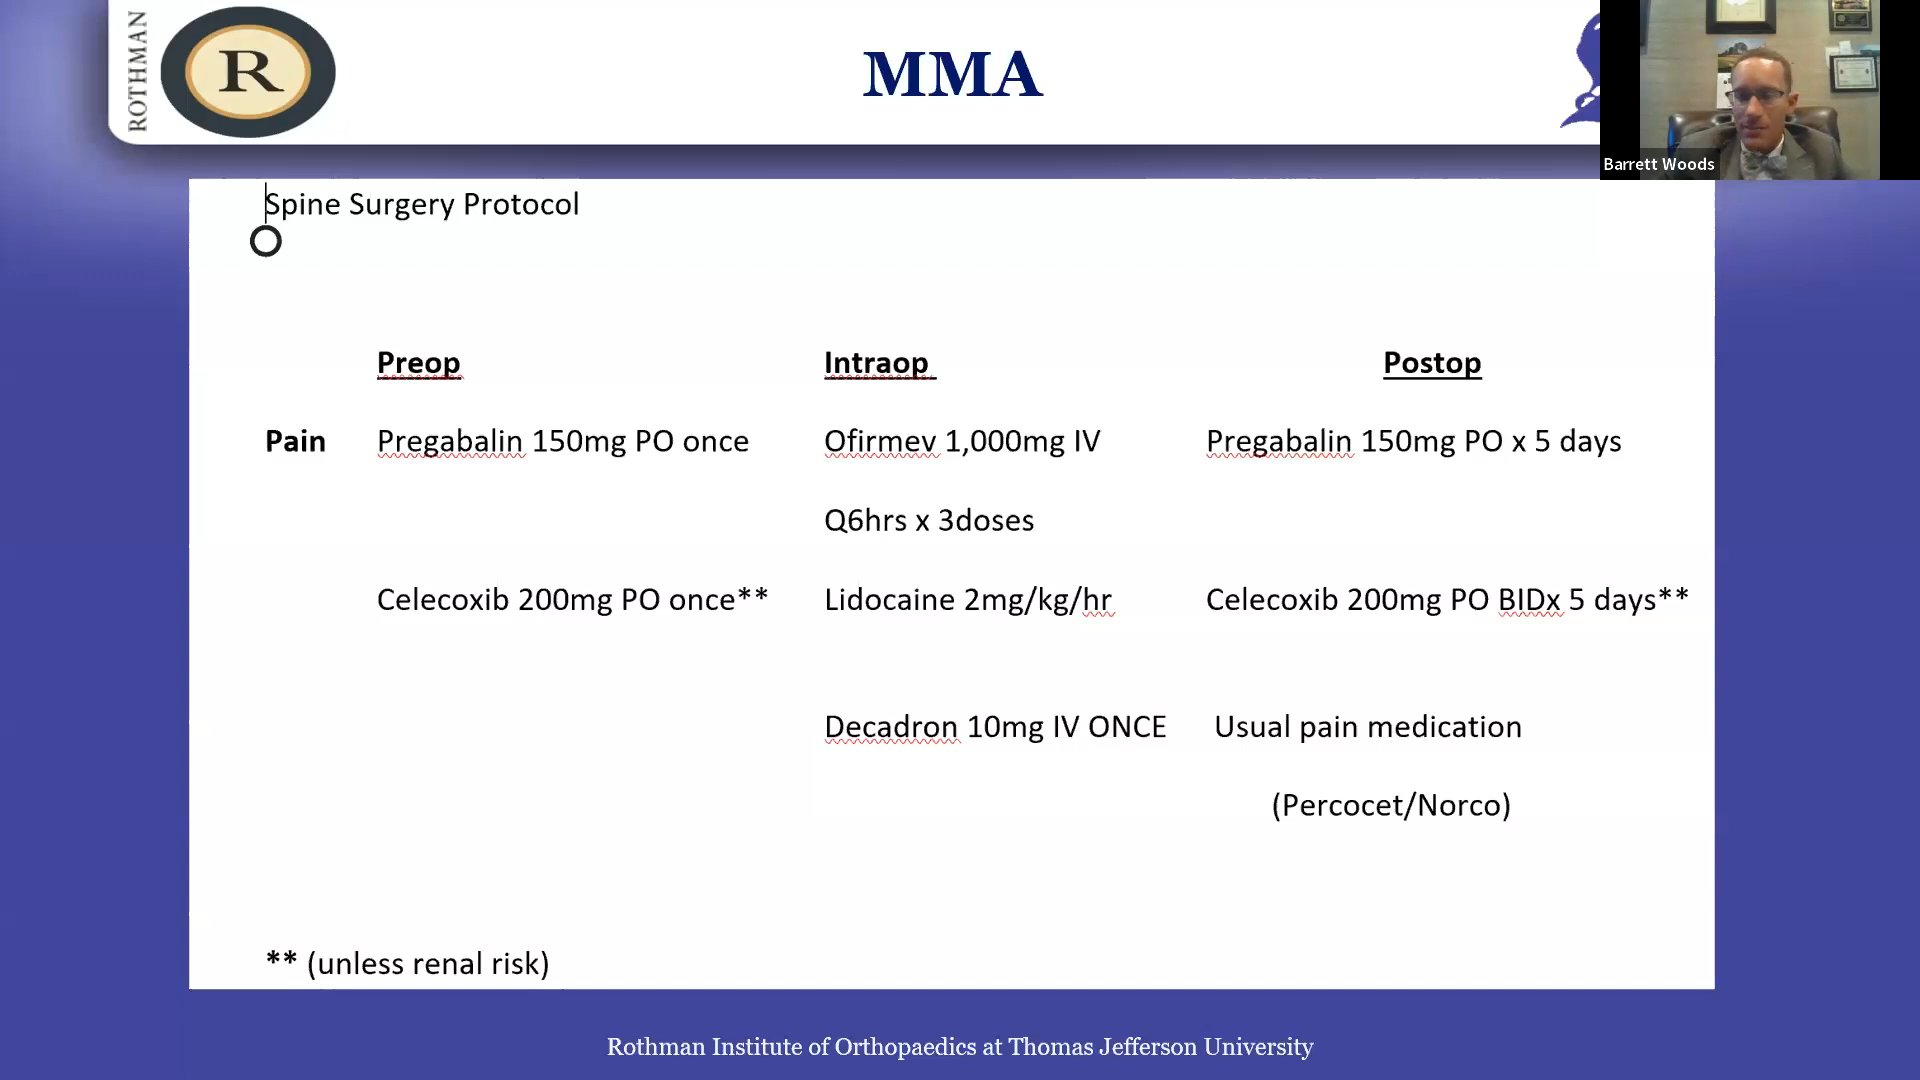 ROTHMAN
R
MMA
Barrett Woods
Spine Surgery Protocol
Preop Intraop Postop
Pain Pregabalin 150mg PO once Ofirmev 1,000mg IV Pregabalin 150mg PO x 5 days
Q6hrs x 3doses
Celecoxib 200mg PO once** Lidocaine 2mg/kg/hr Celecoxib 200mg PO BIDx 5 days**
Decadron 10mg IV ONCE Usual pain medication
(Percocet/Norco)
** (unless renal risk)
Rothman Institute of Orthopaedics at Thomas Jefferson University